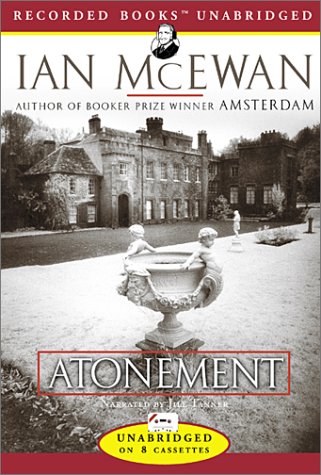 RECORDED BOOKS™ UNABRIDGED
IAN McEWAN
AUTHOR OF BOOKER PRIZE WINNER AMSTERDAM
ATONEMENT
NARRATED BY JILL TANNER
UNABRIDGED
ON 8 CASSETTES